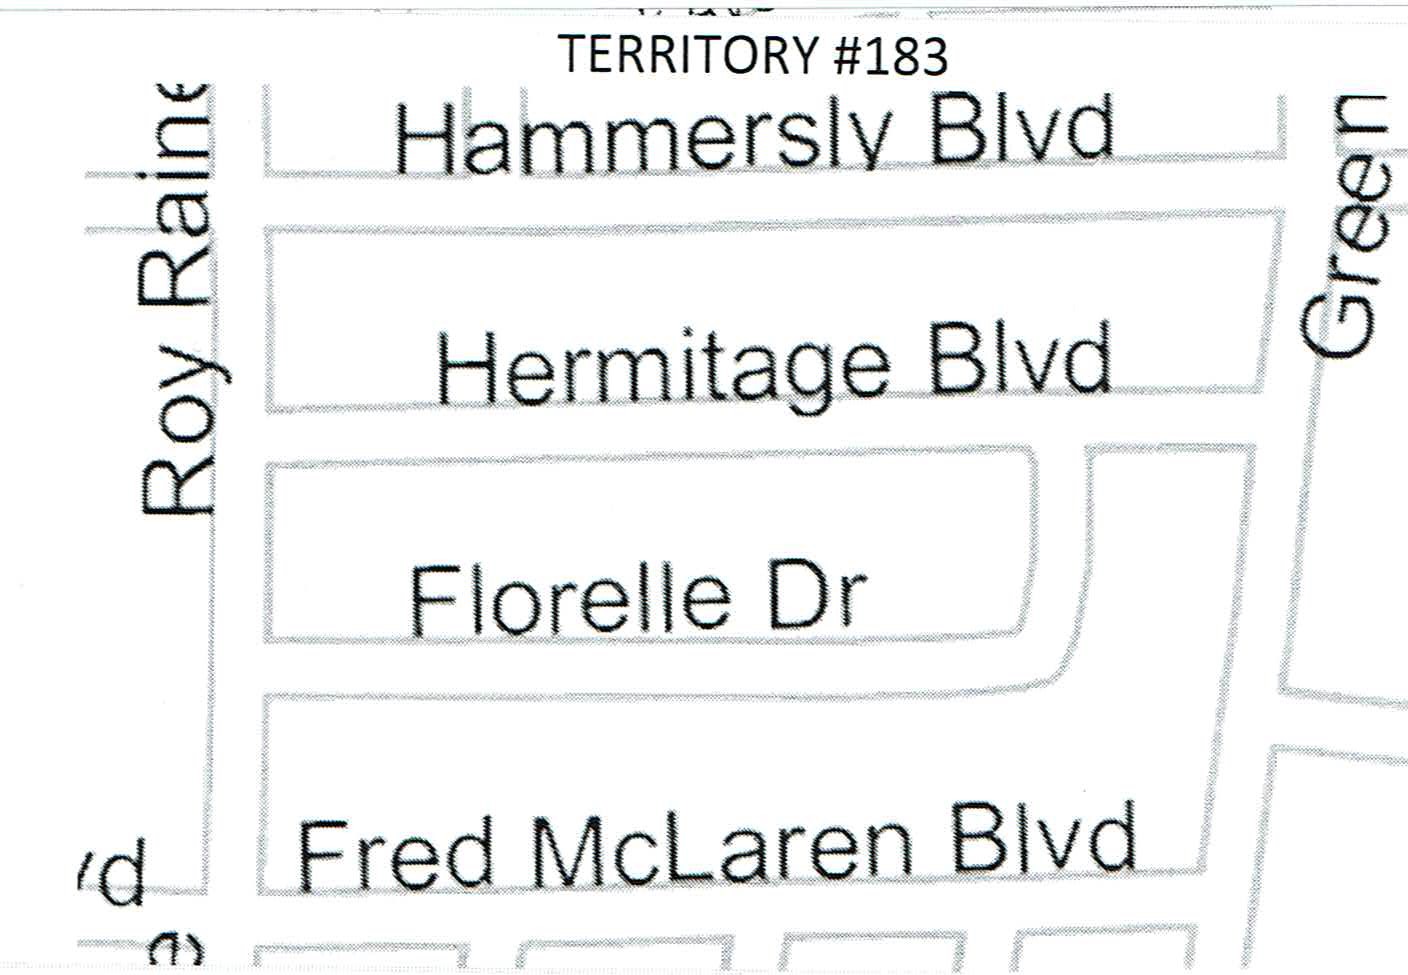 TERRITORY #183
Hammersly Blvd
Roy Raine
Green
Hermitage Blvd
Florelle Dr
Fred McLaren Blvd